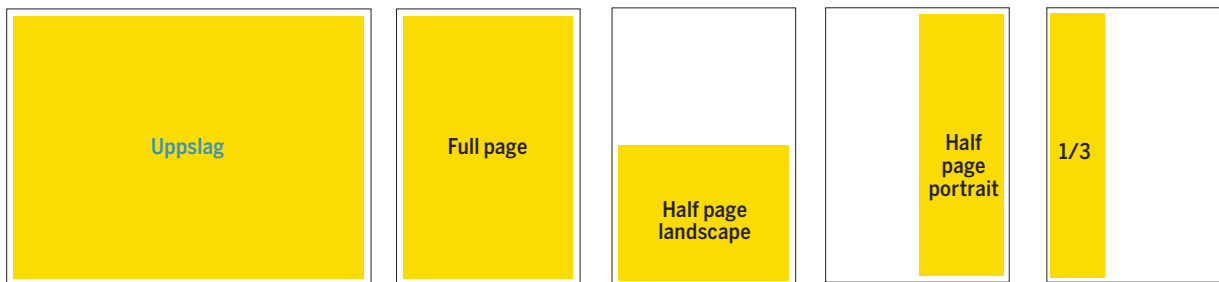 Uppslag
Full page
Half page
landscape
Half
page
portrait
1/3